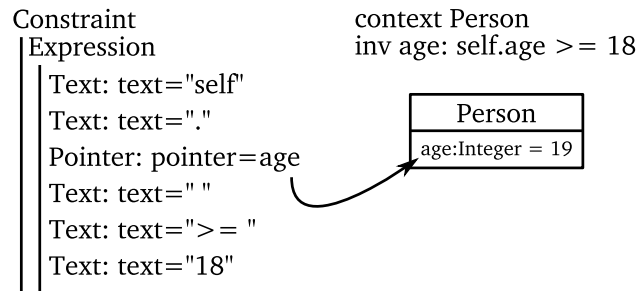 Constraint
Expression
Text: text="self"
Text: text="."
Pointer: pointer=age
Text: text=" "
Text: text=">= "
Text: text="18"
context Person
inv age: self.age >= 18
Person
age:Integer = 19